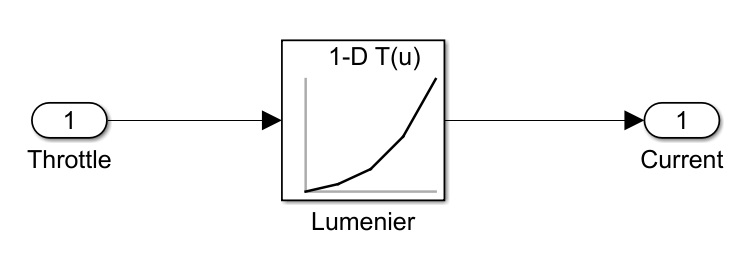 1-D T(u)
1
1
Throttle
Current
Lumenier